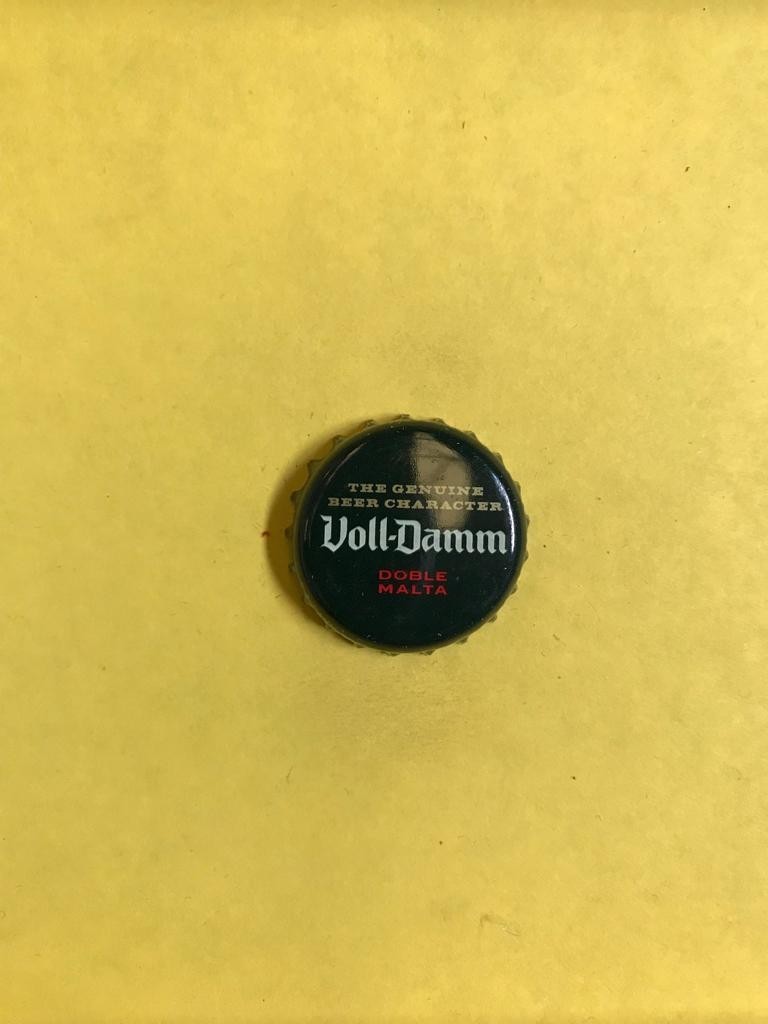 THE GENUINE
BEER CHARACTER
Voll-Damm
DOBLE
MALTA